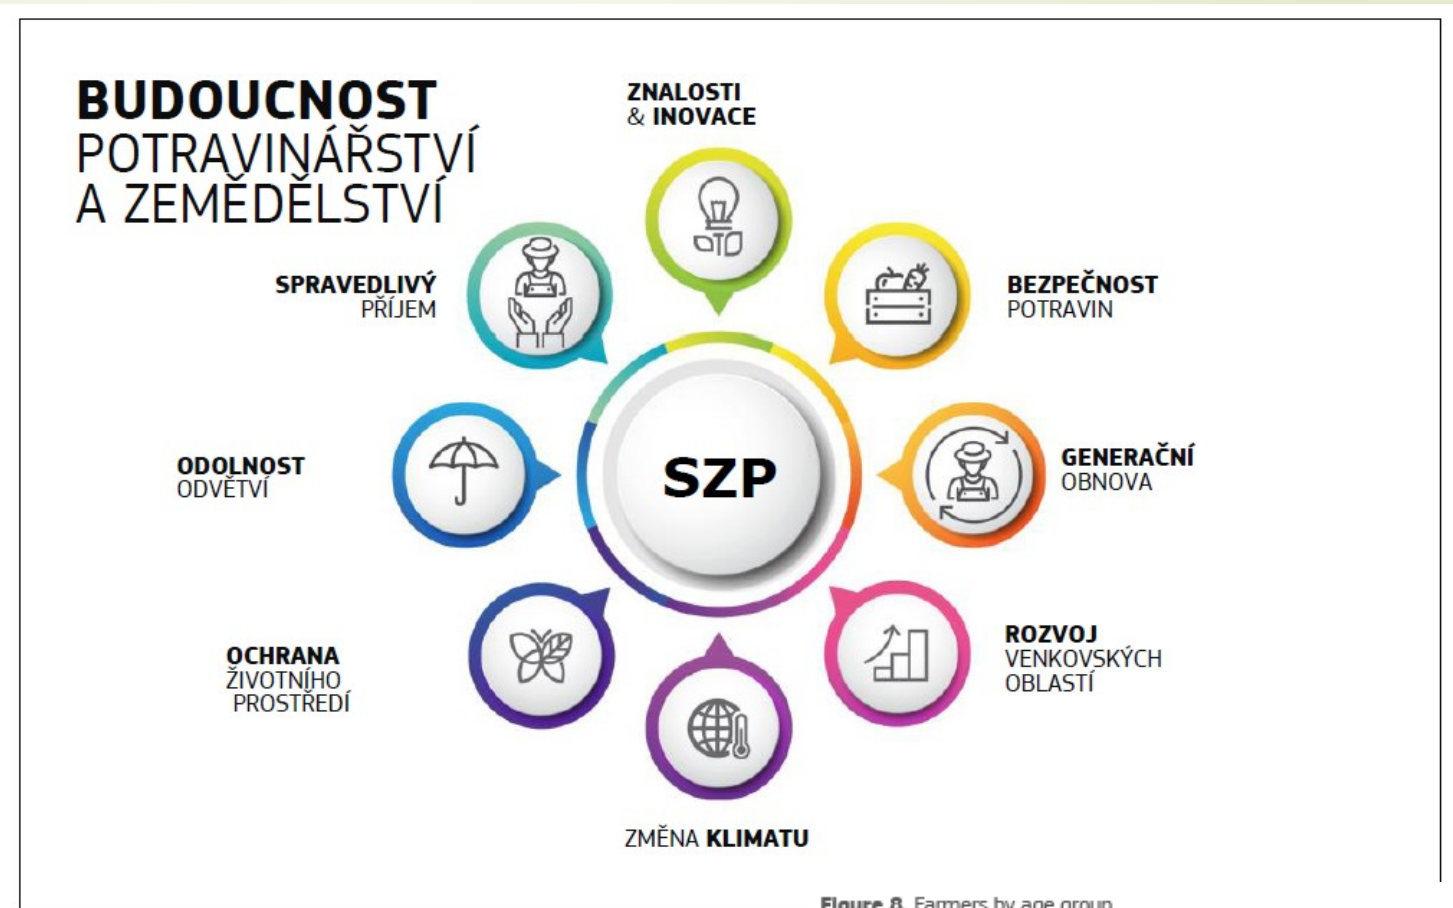 BUDOUCNOST
POTRAVINÁŘSTVÍ
A ZEMĚDĚLSTVÍ
ZNALOSTI
& INOVACE
SPRAVEDLIVÝ
PŘÍJEM
BEZPEČNOST
POTRAVIN
ODOLNOST
ODVĚTVÍ
SZP
GENERAČNÍ
OBNOVA
OCHRANA
ŽIVOTNÍHO
PROSTŘEDÍ
ROZVOJ
VENKOVSKÝCH
OBLASTÍ
ZMĚNA KLIMATU
Figure 8. Farmers by age group